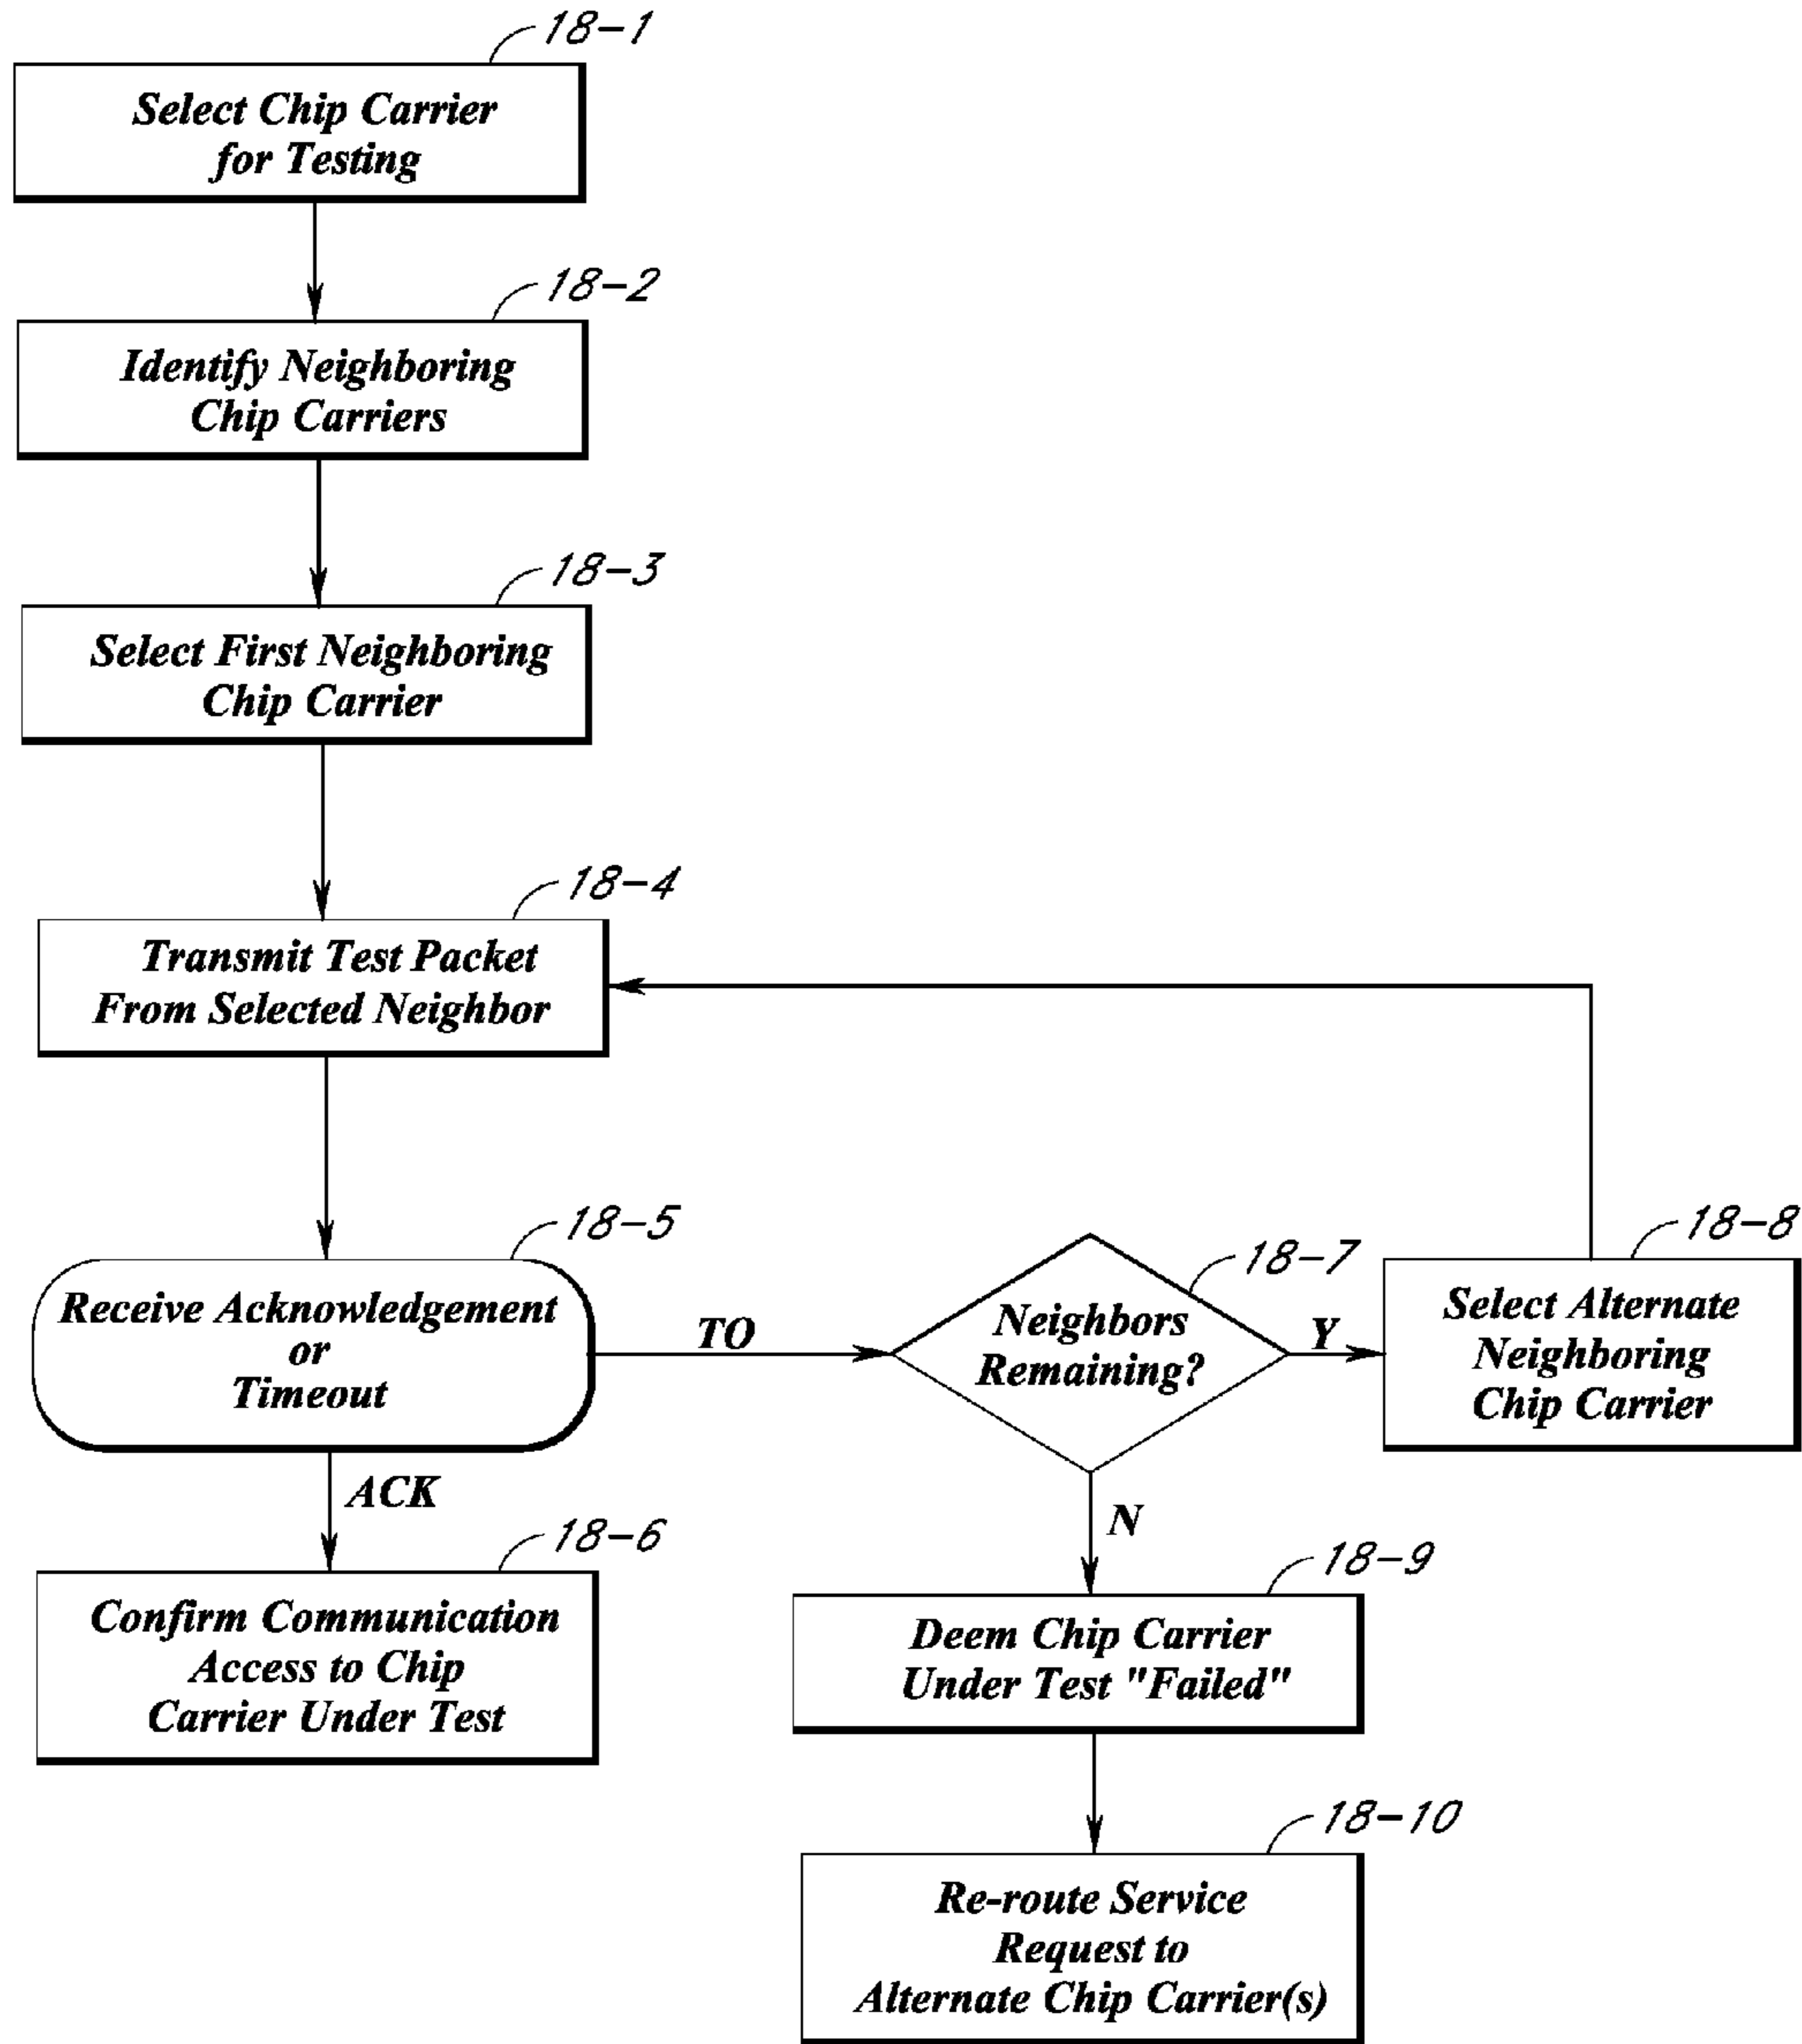 18-1
Select Chip Carrier
for Testing
18-2
Identify Neighboring
Chip Carriers
18-3
Select First Neighboring
Chip Carrier
18-4
Transmit Test Packet
From Selected Neighbor
18-5
Receive Acknowledgement
or
Timeout
TO
18-7
Neighbors
Remaining?
Y
18-8
Select Alternate
Neighboring
Chip Carrier
ACK
18-6
Confirm Communication
Access to Chip
Carrier Under Test
N
18-9
Deem Chip Carrier
Under Test "Failed"
18-10
Re-route Service
Request to
Alternate Chip Carrier(s)